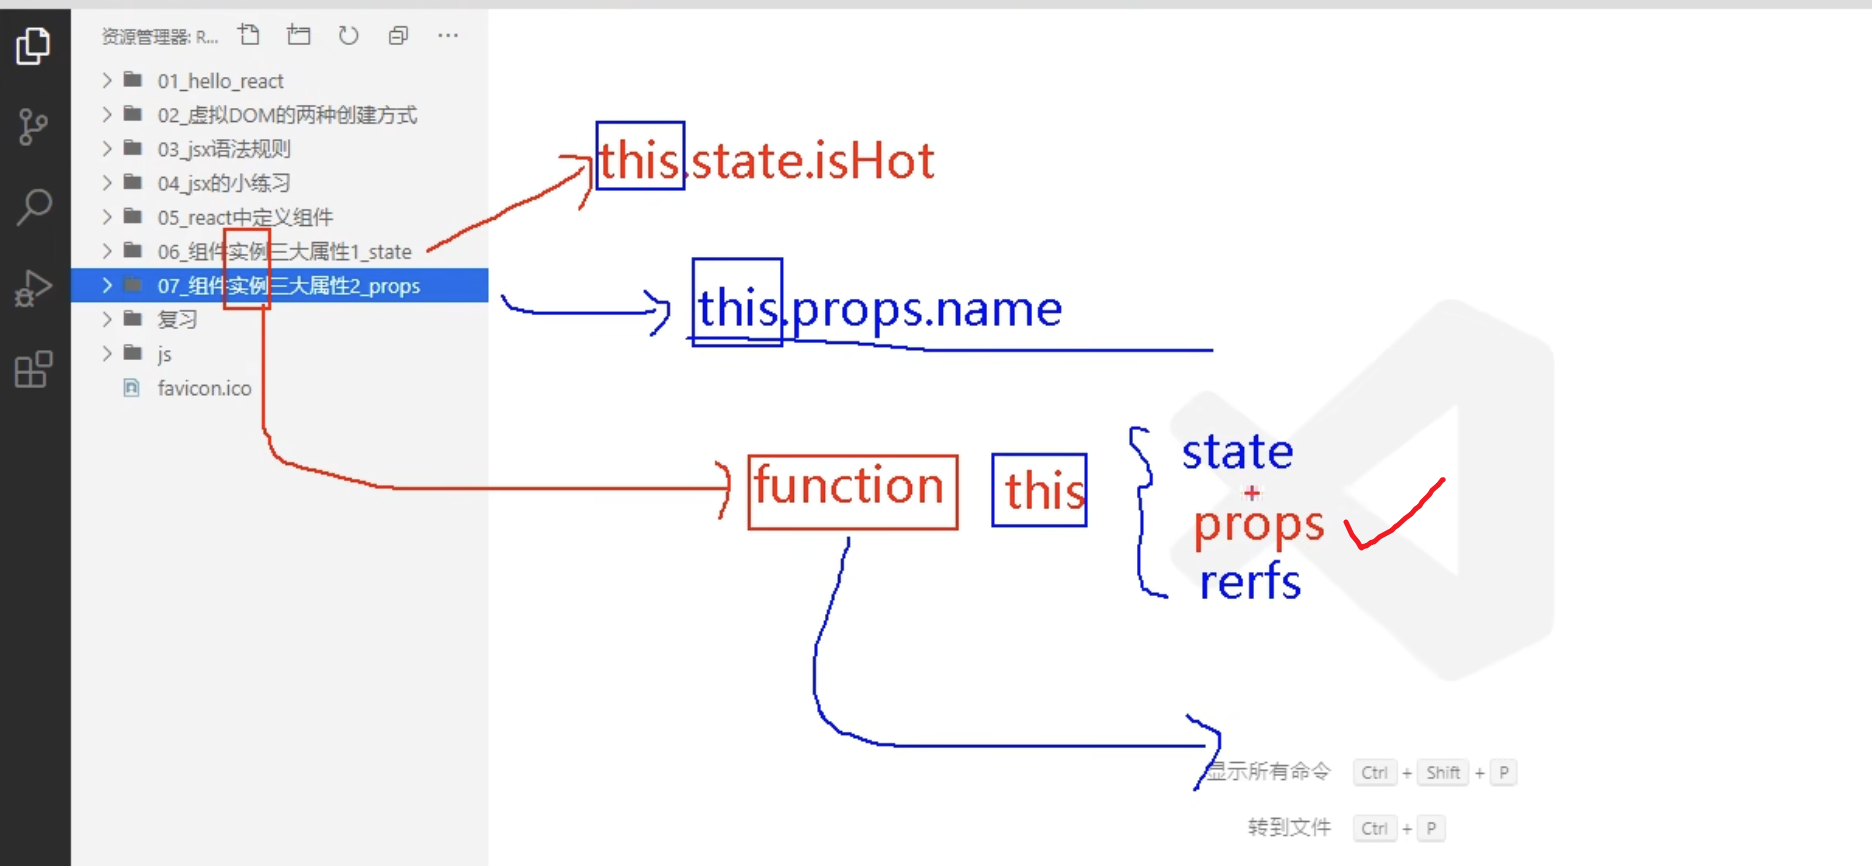 资源管理器: R...
01_hello_react
02_虚拟DOM的两种创建方式
03_jsx语法规则
04_jsx的小练习
05_react中定义组件
06_组件实例三大属性1_state
07_组件实例三大属性2_props
复习
js
favicon.ico
this.state.isHot
this.props.name
function this
state
props
rerfs
显示所有命令 Ctrl + Shift + P
转到文件 Ctrl + P